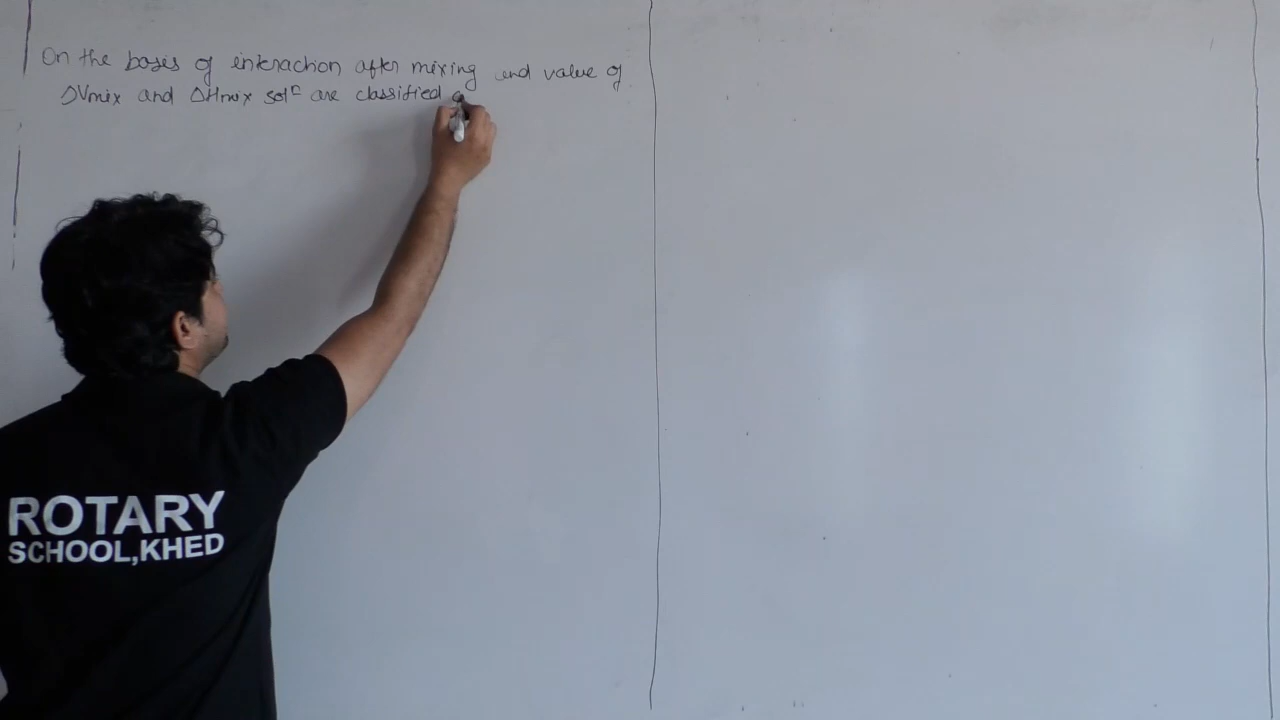 On the basis of interaction after mixing and value of
ΔVmix and ΔHmix solⁿ are classified
ROTARY
SCHOOL,KHED